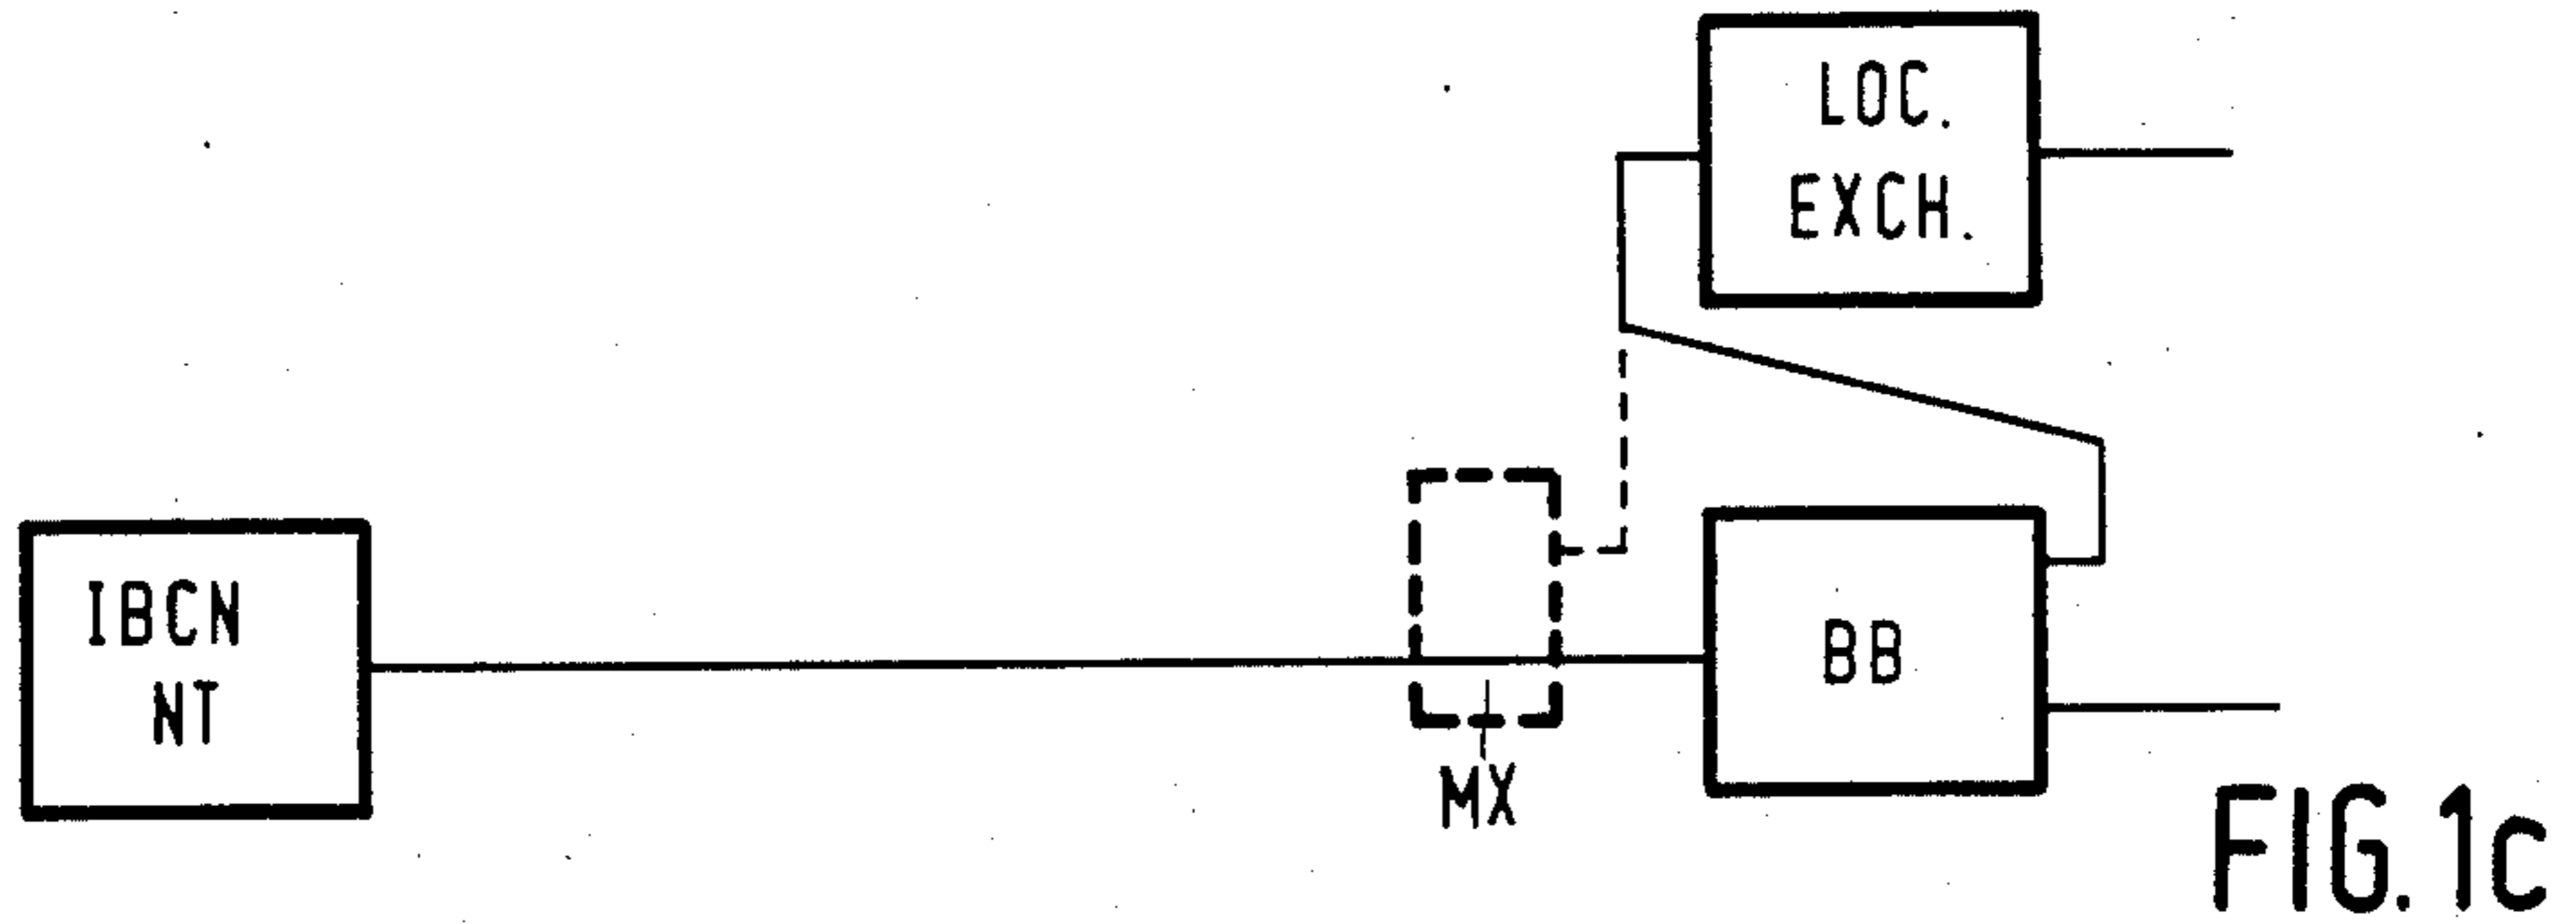 LOC.
EXCH.
IBCN
NT
BB
MX
FIG. 1c